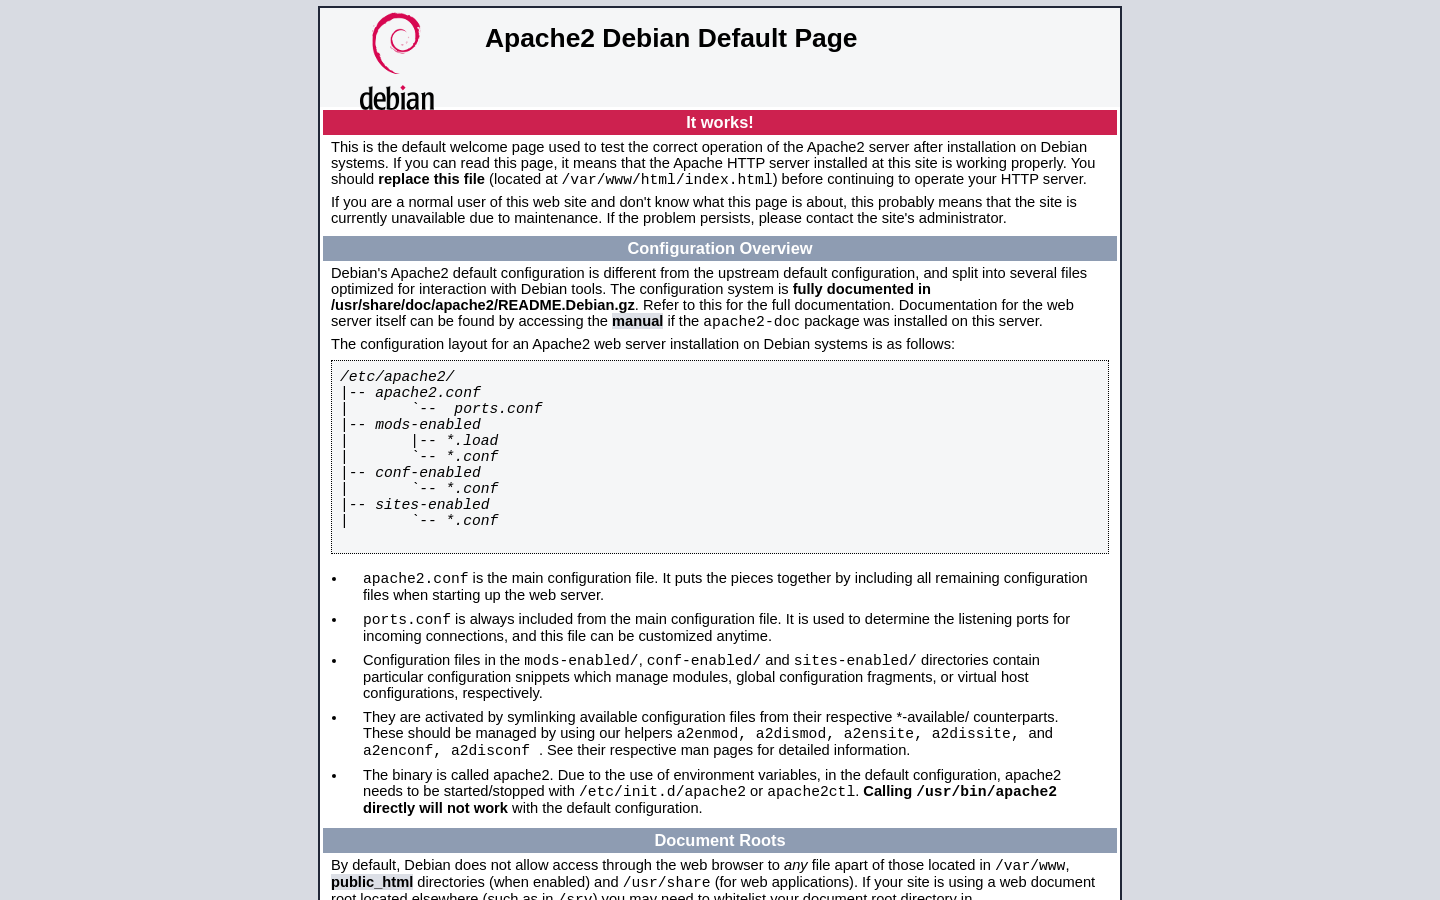 debian
Apache2 Debian Default Page
It works!
This is the default welcome page used to test the correct operation of the Apache2 server after installation on Debian
systems. If you can read this page, it means that the Apache HTTP server installed at this site is working properly. You
should replace this file (located at /var/www/html/index.html) before continuing to operate your HTTP server.
If you are a normal user of this web site and don't know what this page is about, this probably means that the site is
currently unavailable due to maintenance. If the problem persists, please contact the site's administrator.
Configuration Overview
Debian's Apache2 default configuration is different from the upstream default configuration, and split into several files
optimized for interaction with Debian tools. The configuration system is fully documented in
/usr/share/doc/apache2/README.Debian.gz. Refer to this for the full documentation. Documentation for the web
server itself can be found by accessing the manual if the apache2-doc package was installed on this server.
The configuration layout for an Apache2 web server installation on Debian systems is as follows:
/etc/apache2/
|-- apache2.conf
|       `--  ports.conf
|-- mods-enabled
|       |-- *.load
|       `-- *.conf
|-- conf-enabled
|       `-- *.conf
|-- sites-enabled
|       `-- *.conf
• apache2.conf is the main configuration file. It puts the pieces together by including all remaining configuration
files when starting up the web server.
• ports.conf is always included from the main configuration file. It is used to determine the listening ports for
incoming connections, and this file can be customized anytime.
• Configuration files in the mods-enabled/, conf-enabled/ and sites-enabled/ directories contain
particular configuration snippets which manage modules, global configuration fragments, or virtual host
configurations, respectively.
• They are activated by symlinking available configuration files from their respective *-available/ counterparts.
These should be managed by using our helpers a2enmod, a2dismod, a2ensite, a2dissite, and
a2enconf, a2disconf . See their respective man pages for detailed information.
• The binary is called apache2. Due to the use of environment variables, in the default configuration, apache2
needs to be started/stopped with /etc/init.d/apache2 or apache2ctl. Calling /usr/bin/apache2
directly will not work with the default configuration.
Document Roots
By default, Debian does not allow access through the web browser to any file apart of those located in /var/www,
public_html directories (when enabled) and /usr/share (for web applications). If your site is using a web document
root located elsewhere (such as in /srv) you may need to whitelist your document root directory in